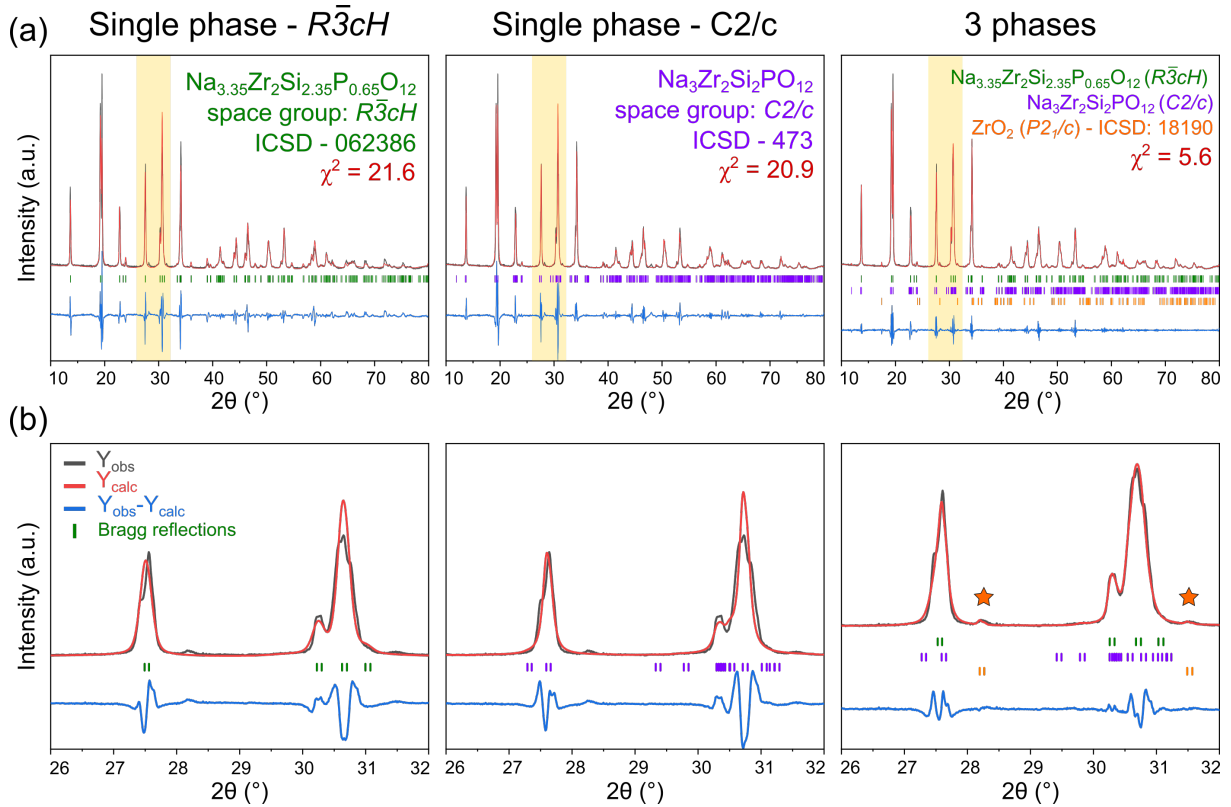 (a)
Single phase - R3̅cH
Single phase - C2/c
3 phases
Intensity (a.u.)
Na3.35Zr2Si2.35P0.65O12
space group: R3̅cH
ICSD - 062386
χ² = 21.6
10 20 30 40 50 60 70 80
2θ (°)
Na3Zr2Si2PO12
space group: C2/c
ICSD - 473
χ² = 20.9
10 20 30 40 50 60 70 80
2θ (°)
Na3.35Zr2Si2.35P0.65O12 (R3̅cH)
Na3Zr2Si2PO12 (C2/c)
ZrO2 (P21/c) - ICSD: 18190
χ² = 5.6
10 20 30 40 50 60 70 80
2θ (°)
(b)
Intensity (a.u.)
Yobs
Ycalc
Yobs-Ycalc
Bragg reflections
26 27 28 29 30 31 32
2θ (°)
26 27 28 29 30 31 32
2θ (°)
26 27 28 29 30 31 32
2θ (°)